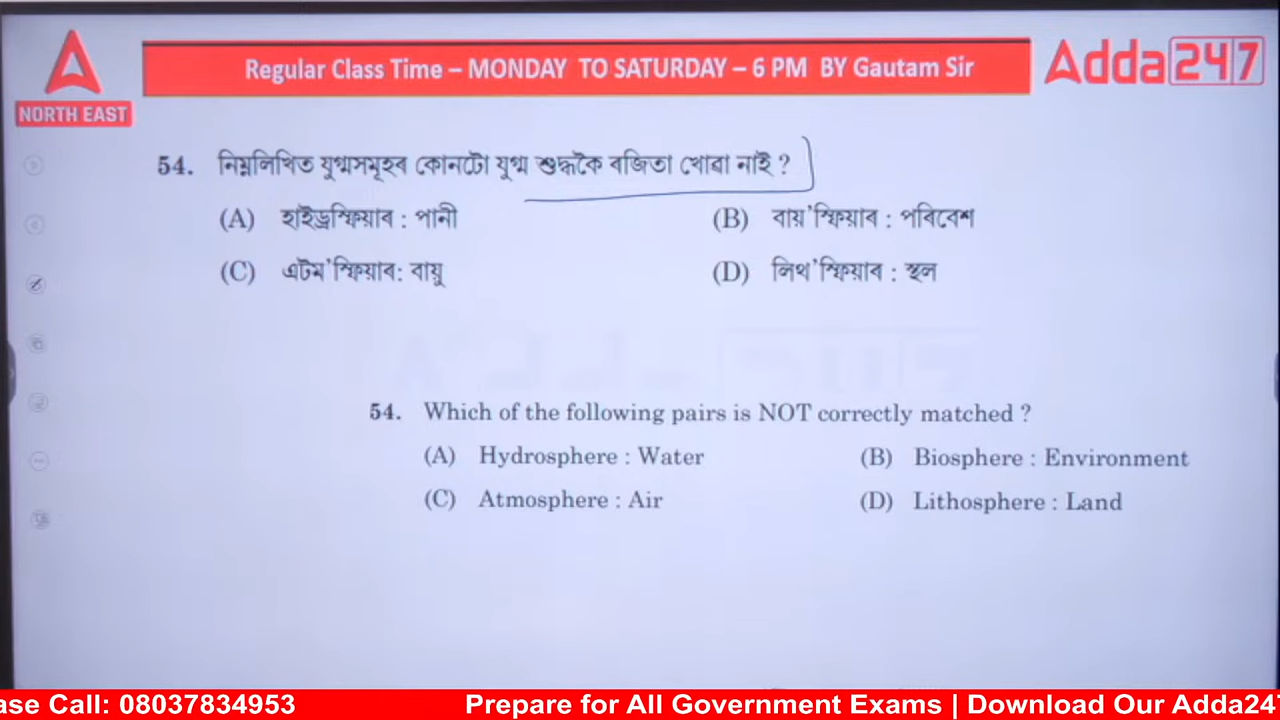 Regular Class Time – MONDAY TO SATURDAY – 6 PM BY Gautam Sir
Adda247
NORTH EAST
54. নিম্নলিখিত যুগ্মসমূহৰ কোনটো যুগ্ম শুদ্ধকৈ ৰজিতা খোৱা নাই ?
(A) হাইড্ৰস্ফিয়াৰ : পানী (B) বায়'স্ফিয়াৰ : পৰিবেশ
(C) এটম'স্ফিয়াৰ: বায়ু (D) লিথ'স্ফিয়াৰ : স্থল
54. Which of the following pairs is NOT correctly matched ?
(A) Hydrosphere : Water (B) Biosphere : Environment
(C) Atmosphere : Air (D) Lithosphere : Land
ase Call: 08037834953 Prepare for All Government Exams | Download Our Adda24